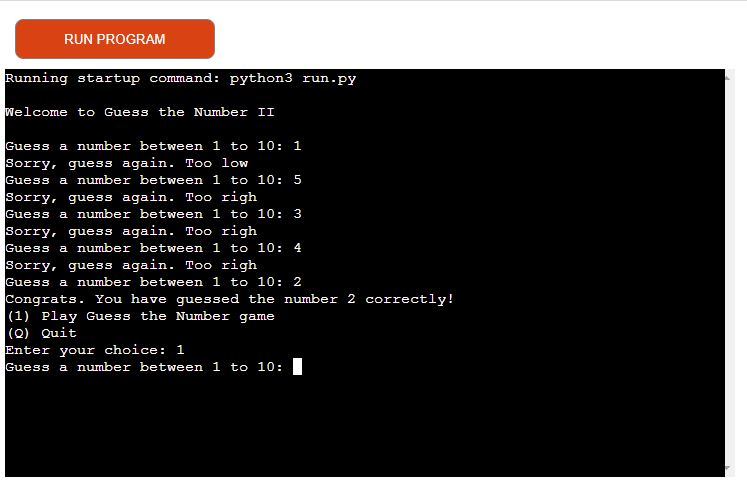 RUN PROGRAM
Running startup command: python3 run.py
Welcome to Guess the Number II
Guess a number between 1 to 10: 1
Sorry, guess again. Too low
Guess a number between 1 to 10: 5
Sorry, guess again. Too righ
Guess a number between 1 to 10: 3
Sorry, guess again. Too righ
Guess a number between 1 to 10: 4
Sorry, guess again. Too righ
Guess a number between 1 to 10: 2
Congrats. You have guessed the number 2 correctly!
(1) Play Guess the Number game
(Q) Quit
Enter your choice: 1
Guess a number between 1 to 10: